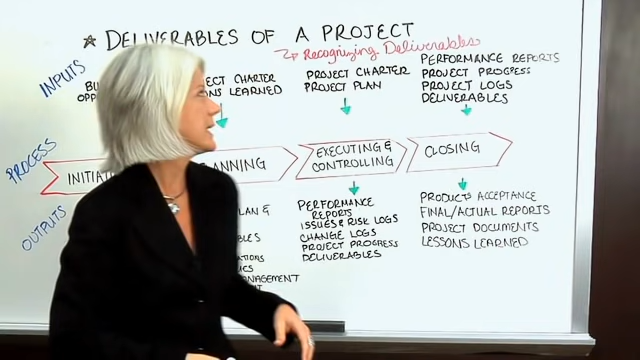 ★ DELIVERABLES OF A PROJECT
Recognizing Deliverables
INPUTS
PROJECT CHARTER
PROJECT PLAN
PERFORMANCE REPORTS
PROJECT PROGRESS
PROJECT LOGS
DELIVERABLES
CHARTER
LEARNED
PROCESS
EXECUTING &
CONTROLLING
CLOSING
OUTPUTS
PLAN &
MANAGEMENT
PERFORMANCE
REPORTS
ISSUES & RISK LOGS
CHANGE LOGS
PROJECT PROGRESS
DELIVERABLES
PRODUCTS ACCEPTANCE
FINAL/ACTUAL REPORTS
PROJECT DOCUMENTS
LESSONS LEARNED